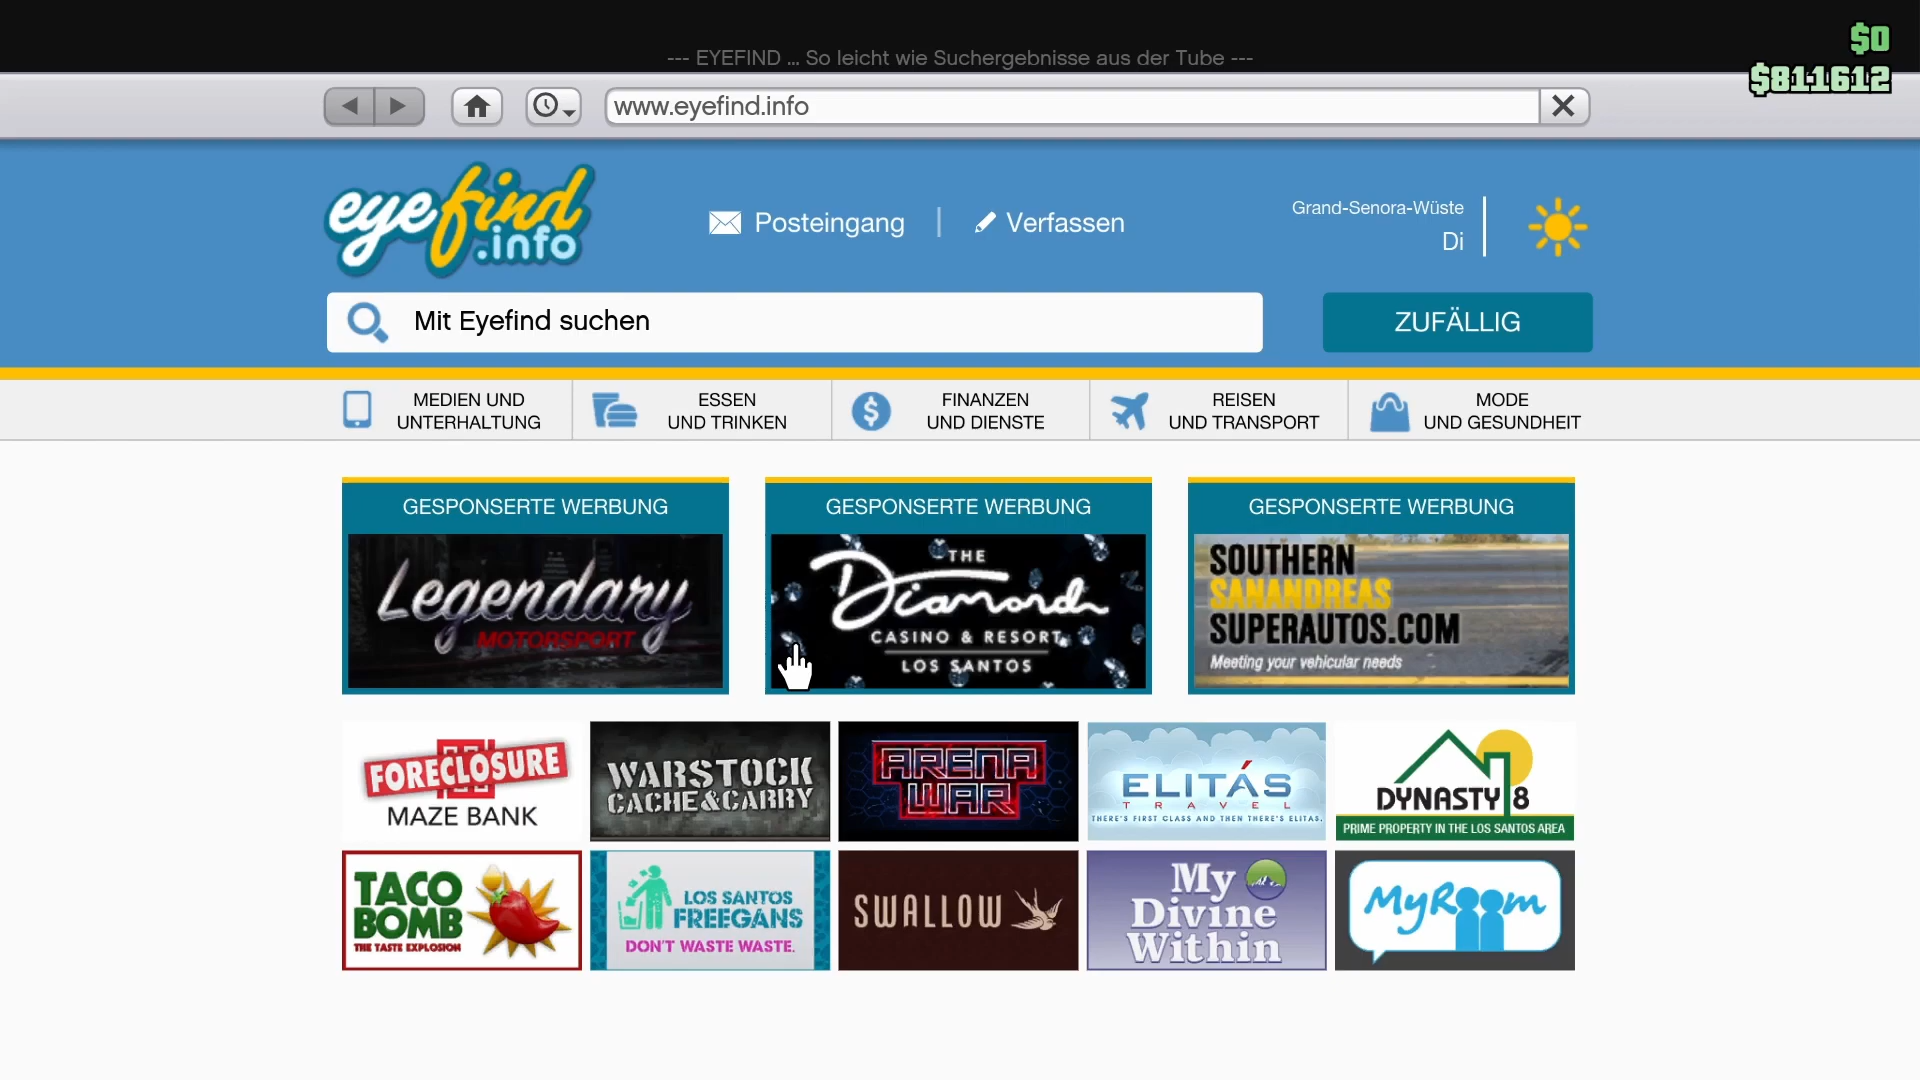 $0
--- EYEFIND ... So leicht wie Suchergebnisse aus der Tube ---
$811612
www.eyefind.info
eyefind
.info
Posteingang
Verfassen
Grand-Senora-Wüste
Di
Mit Eyefind suchen
ZUFÄLLIG
MEDIEN UND
UNTERHALTUNG
ESSEN
UND TRINKEN
FINANZEN
UND DIENSTE
REISEN
UND TRANSPORT
MODE
UND GESUNDHEIT
GESPONSERTE WERBUNG
Legendary
MOTORSPORT
GESPONSERTE WERBUNG
THE
Diamond
CASINO & RESORT
LOS SANTOS
GESPONSERTE WERBUNG
SOUTHERN
SANANDREAS
SUPERAUTOS.COM
Meeting your vehicular needs
FORECLOSURE
MAZE BANK
WARSTOCK
CACHE&CARRY
ARENA
WAR
ELITÁS
TRAVEL
THERE'S FIRST CLASS AND THEN THERE'S ELITAS.
DYNASTY 8
PRIME PROPERTY IN THE LOS SANTOS AREA
TACO
BOMB
THE TASTE EXPLOSION
LOS SANTOS
FREEGANS
DON'T WASTE WASTE.
SWALLOW
My
Divine
Within
MyRoom